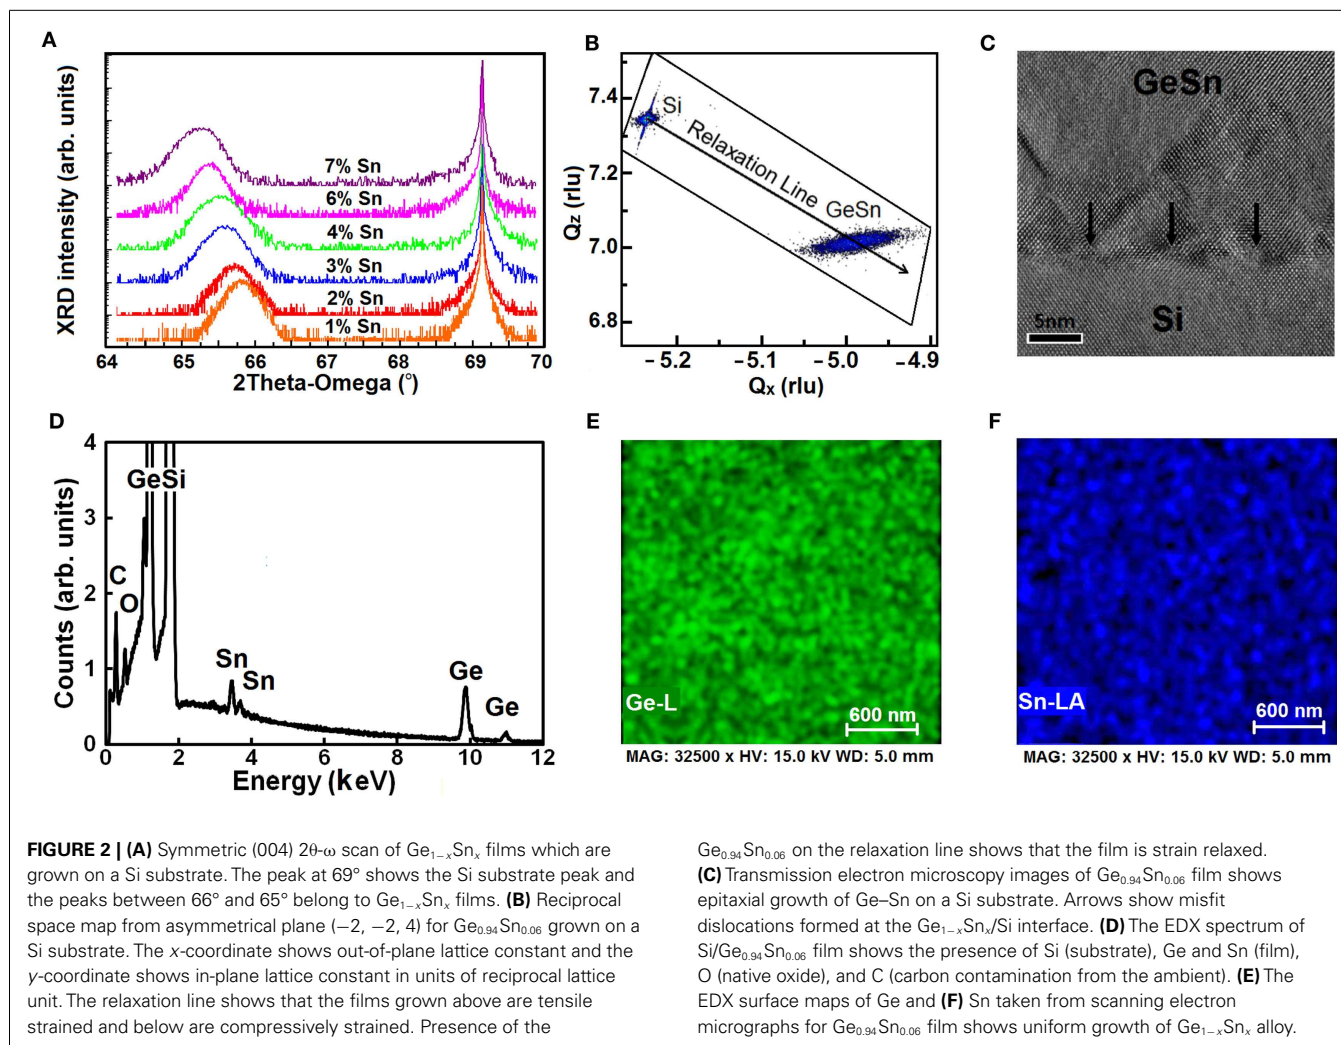 A
XRD intensity (arb. units)
7% Sn
6% Sn
4% Sn
3% Sn
2% Sn
1% Sn
64 65 66 67 68 69 70
2Theta-Omega (°)
B
Qz (rlu)
7.4
7.2
7.0
6.8
Si
Relaxation Line
GeSn
-5.2 -5.1 -5.0 -4.9
Qx (rlu)
C
GeSn
Si
5nm
D
Counts (arb. units)
4
3
2
1
0
GeSi
C
O
Sn
Sn
Ge
Ge
0 2 4 6 8 10 12
Energy (keV)
E
Ge-L
600 nm
MAG: 32500 x HV: 15.0 kV WD: 5.0 mm
F
Sn-LA
600 nm
MAG: 32500 x HV: 15.0 kV WD: 5.0 mm
FIGURE 2 | (A) Symmetric (004) 2θ-ω scan of Ge₁₋ₓSnₓ films which are
grown on a Si substrate. The peak at 69° shows the Si substrate peak and
the peaks between 66° and 65° belong to Ge₁₋ₓSnₓ films. (B) Reciprocal
space map from asymmetrical plane (−2, −2, 4) for Ge₀.₉₄Sn₀.₀₆ grown on a
Si substrate. The x-coordinate shows out-of-plane lattice constant and the
y-coordinate shows in-plane lattice constant in units of reciprocal lattice
unit. The relaxation line shows that the films grown above are tensile
strained and below are compressively strained. Presence of the
Ge₀.₉₄Sn₀.₀₆ on the relaxation line shows that the film is strain relaxed.
(C) Transmission electron microscopy images of Ge₀.₉₄Sn₀.₀₆ film shows
epitaxial growth of Ge–Sn on a Si substrate. Arrows show misfit
dislocations formed at the Ge₁₋ₓSnₓ/Si interface. (D) The EDX spectrum of
Si/Ge₀.₉₄Sn₀.₀₆ film shows the presence of Si (substrate), Ge and Sn (film),
O (native oxide), and C (carbon contamination from the ambient). (E) The
EDX surface maps of Ge and (F) Sn taken from scanning electron
micrographs for Ge₀.₉₄Sn₀.₀₆ film shows uniform growth of Ge₁₋ₓSnₓ alloy.